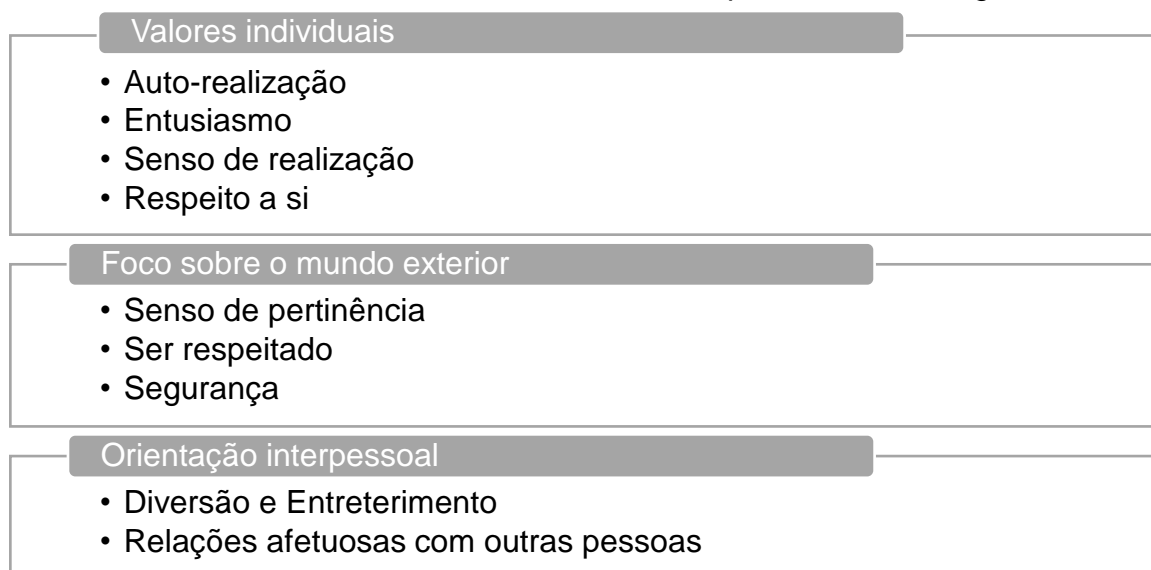 Valores individuais
• Auto-realização
• Entusiasmo
• Senso de realização
• Respeito a si
Foco sobre o mundo exterior
• Senso de pertinência
• Ser respeitado
• Segurança
Orientação interpessoal
• Diversão e Entreterimento
• Relações afetuosas com outras pessoas